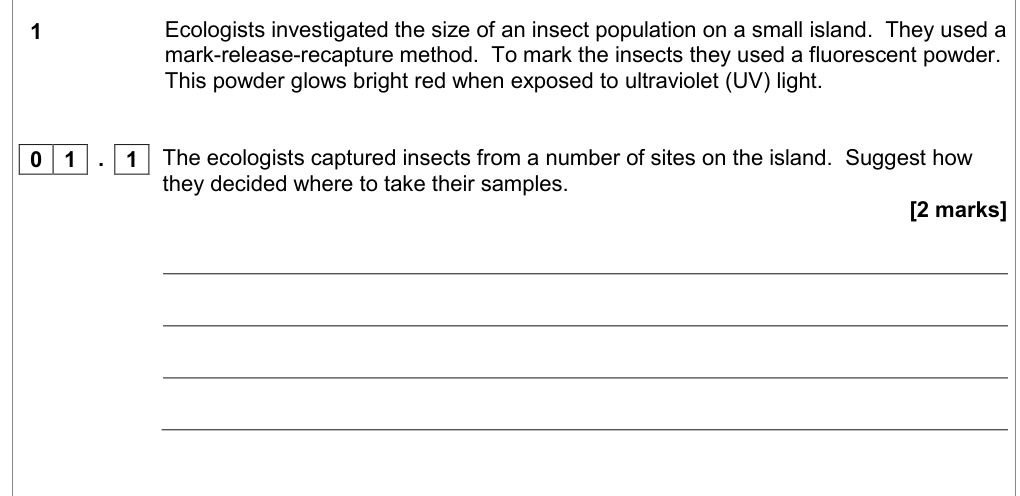 1 Ecologists investigated the size of an insect population on a small island. They used a
mark-release-recapture method. To mark the insects they used a fluorescent powder.
This powder glows bright red when exposed to ultraviolet (UV) light.
0 1 . 1 The ecologists captured insects from a number of sites on the island. Suggest how
they decided where to take their samples.
[2 marks]